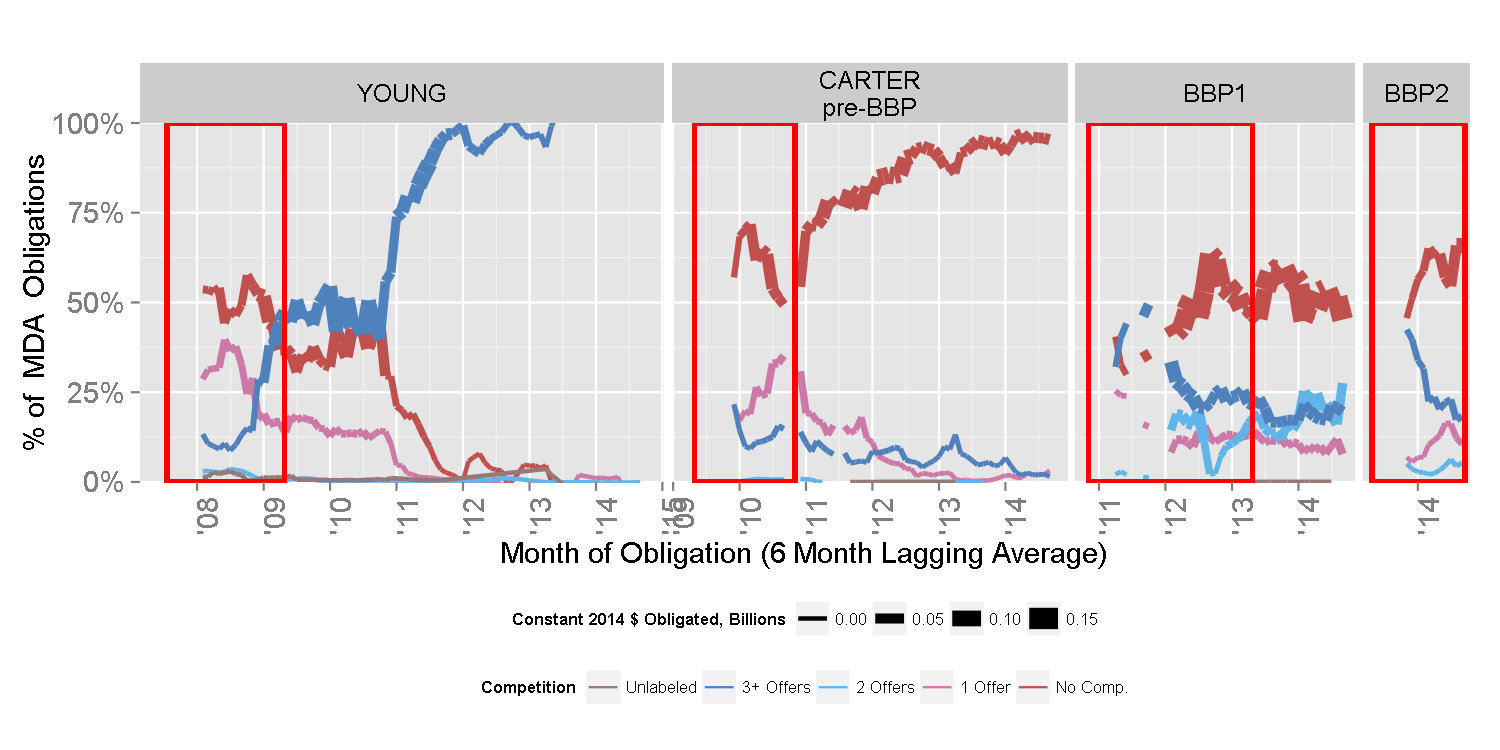 YOUNG
CARTER
pre-BBP
BBP1
BBP2
% of MDA Obligations
100%
75%
50%
25%
0%
'08
'09
'10
'11
'12
'13
'14
'15
'09
'10
'11
'12
'13
'14
'11
'12
'13
'14
'14
Month of Obligation (6 Month Lagging Average)
Constant 2014 $ Obligated, Billions 0.00 0.05 0.10 0.15
Competition Unlabeled 3+ Offers 2 Offers 1 Offer No Comp.